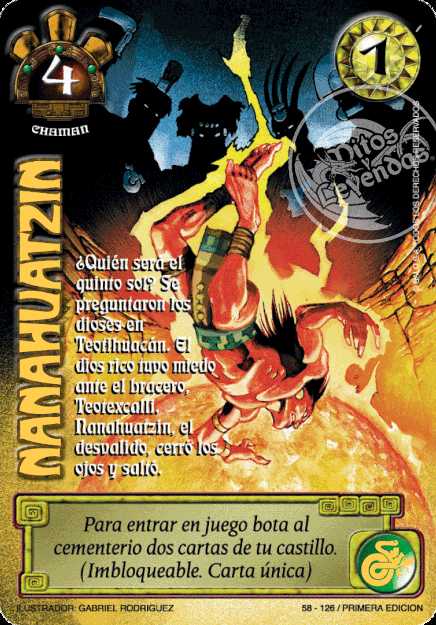 4
CHAMAN
1
Mitos y
Leyendas
NANAHUATZIN
¿Quién será el
quinto sol? Se
preguntaron los
dioses en
Teotihuacán. El
dios rico tuvo miedo
ante el bracero,
Teotexcalli.
Nanahuatzin, el
desvalido, cerró los
ojos y saltó.
Para entrar en juego bota al
cementerio dos cartas de tu castillo.
(Imbloqueable. Carta única)
ILUSTRADOR: GABRIEL RODRIGUEZ
58 - 126 / PRIMERA EDICION